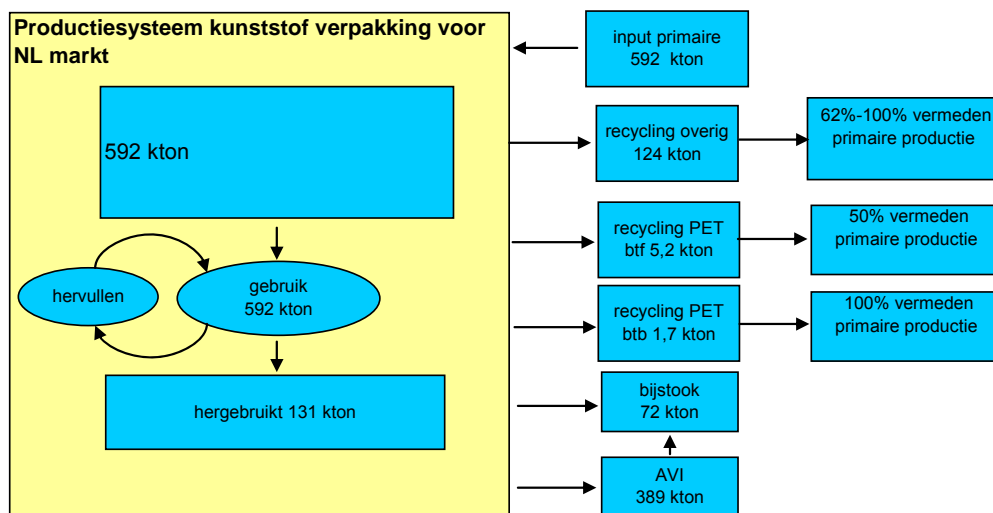 Productiesysteem kunststof verpakking voor
NL markt
592 kton
hervullen
gebruik
592 kton
hergebruikt 131 kton
input primaire
592 kton
recycling overig
124 kton
62%-100% vermeden
primaire productie
recycling PET
btf 5,2 kton
50% vermeden
primaire productie
recycling PET
btb 1,7 kton
100% vermeden
primaire productie
bijstook
72 kton
AVI
389 kton